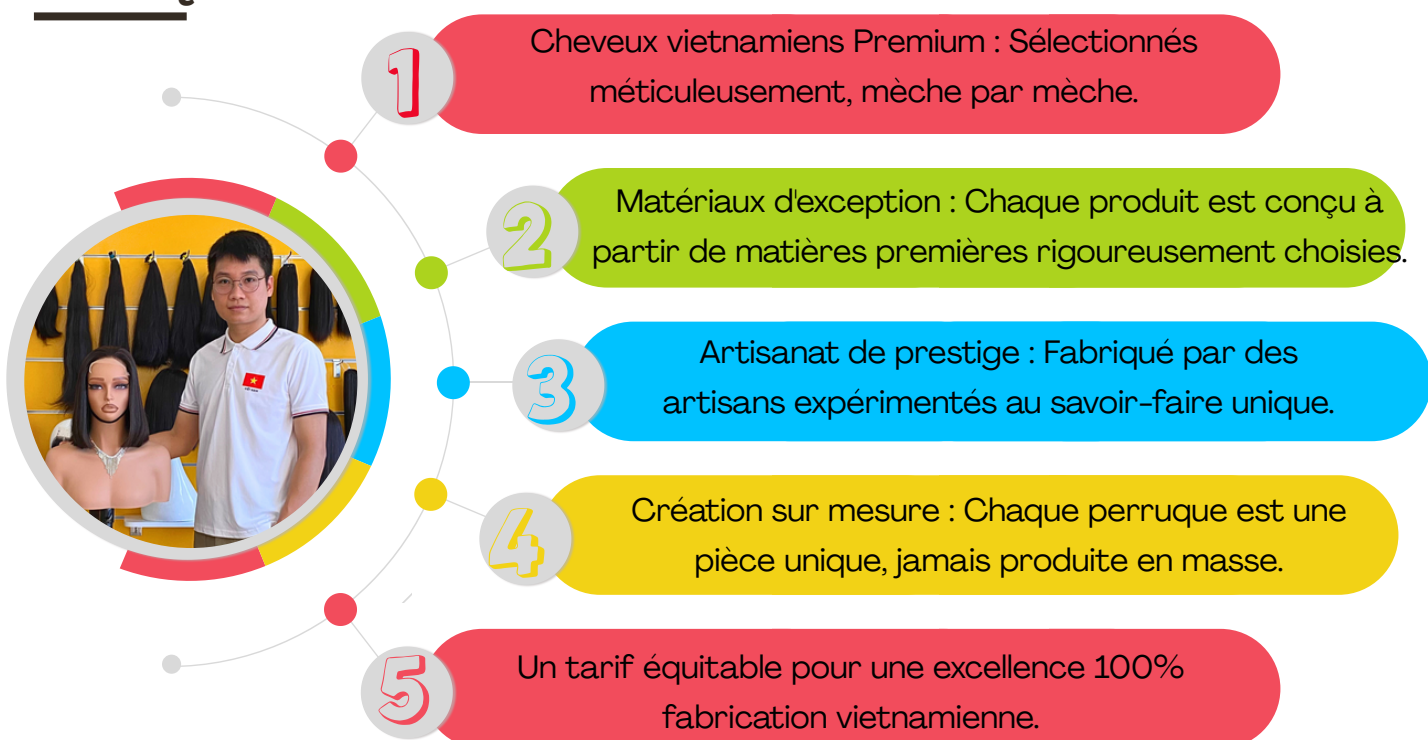 1
Cheveux vietnamiens Premium : Sélectionnés
méticuleusement, mèche par mèche.
2
Matériaux d'exception : Chaque produit est conçu à
partir de matières premières rigoureusement choisies.
3
Artisanat de prestige : Fabriqué par des
artisans expérimentés au savoir-faire unique.
4
Création sur mesure : Chaque perruque est une
pièce unique, jamais produite en masse.
5
Un tarif équitable pour une excellence 100%
fabrication vietnamienne.